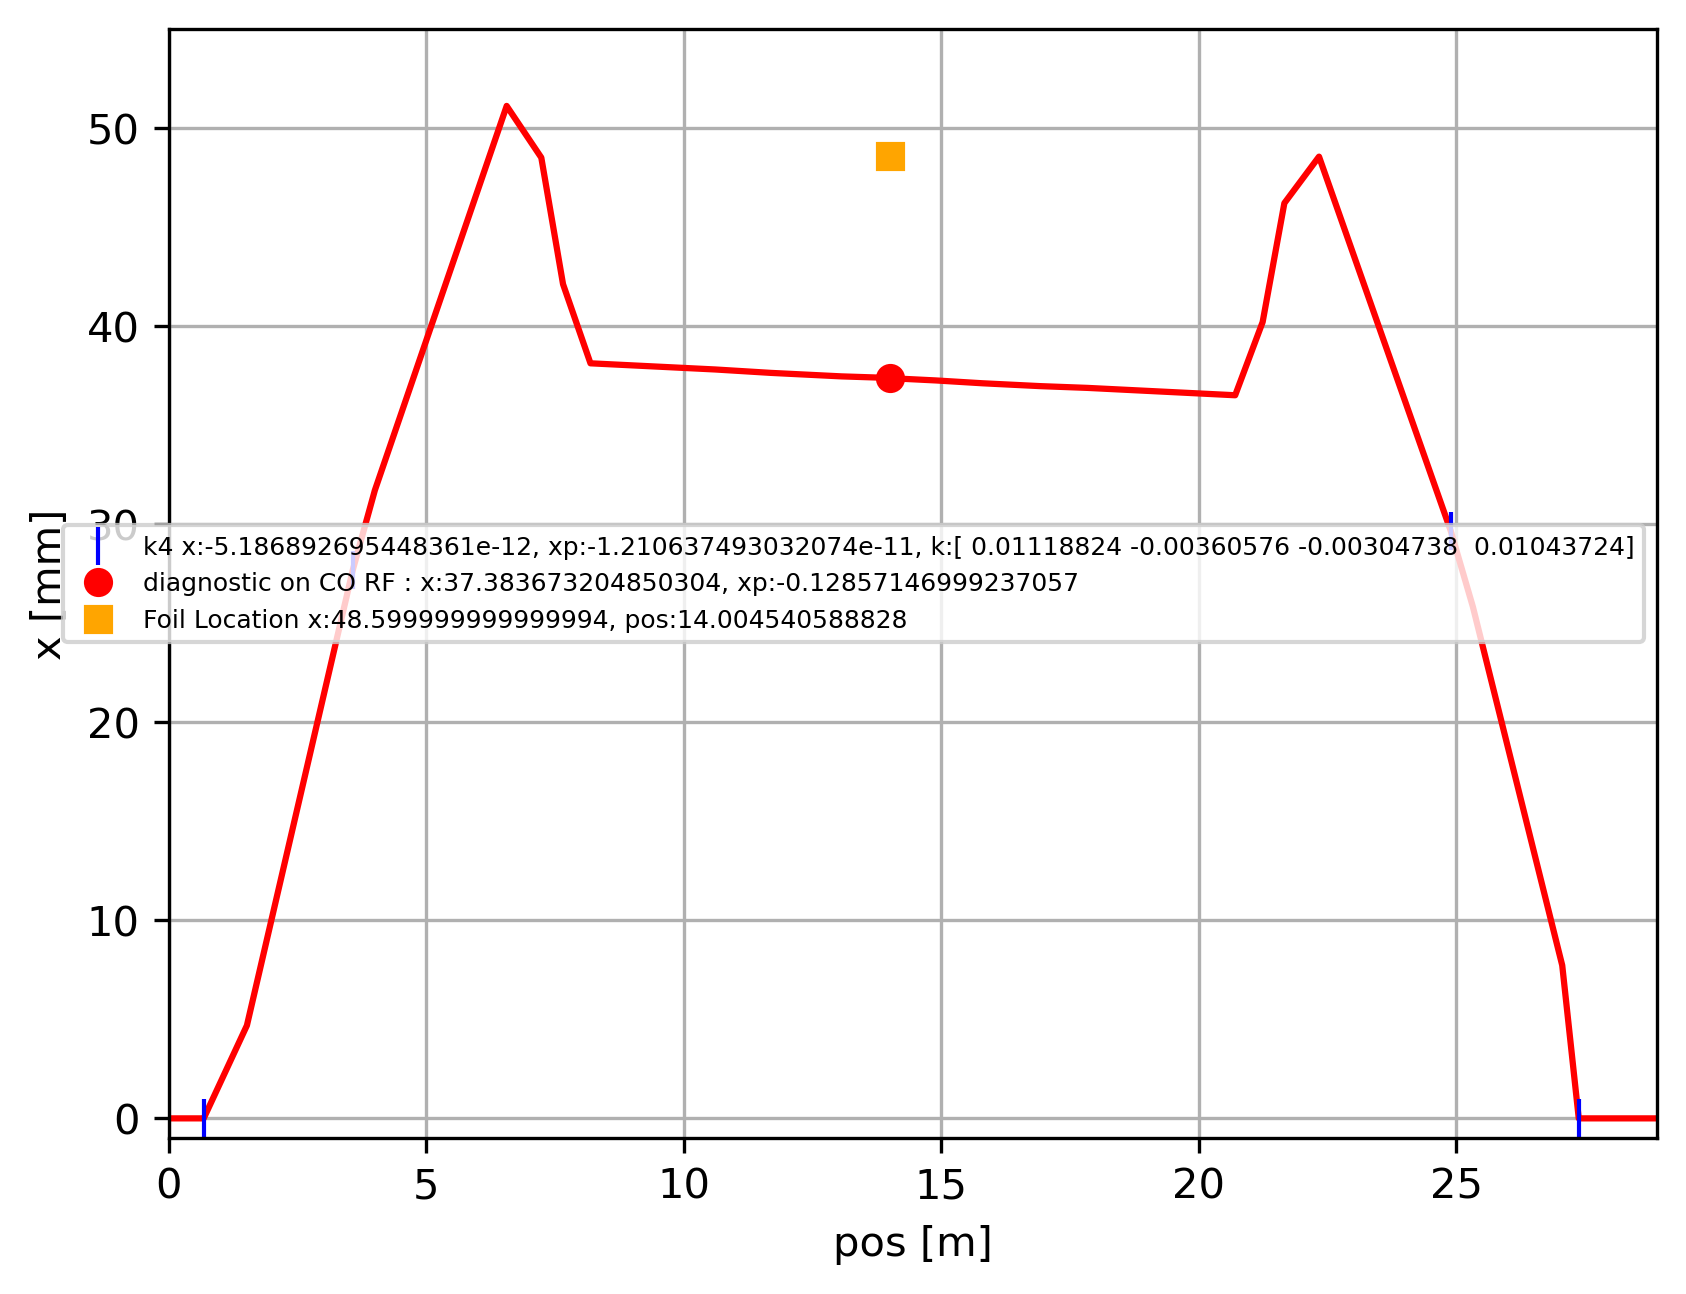 50
40
30
20
10
0
x [mm]
k4 x:-5.186892695448361e-12, xp:-1.210637493032074e-11, k:[ 0.01118824 -0.00360576 -0.00304738  0.01043724]
diagnostic on CO RF : x:37.383673204850304, xp:-0.12857146999237057
Foil Location x:48.599999999999994, pos:14.004540588828
0 5 10 15 20 25
pos [m]